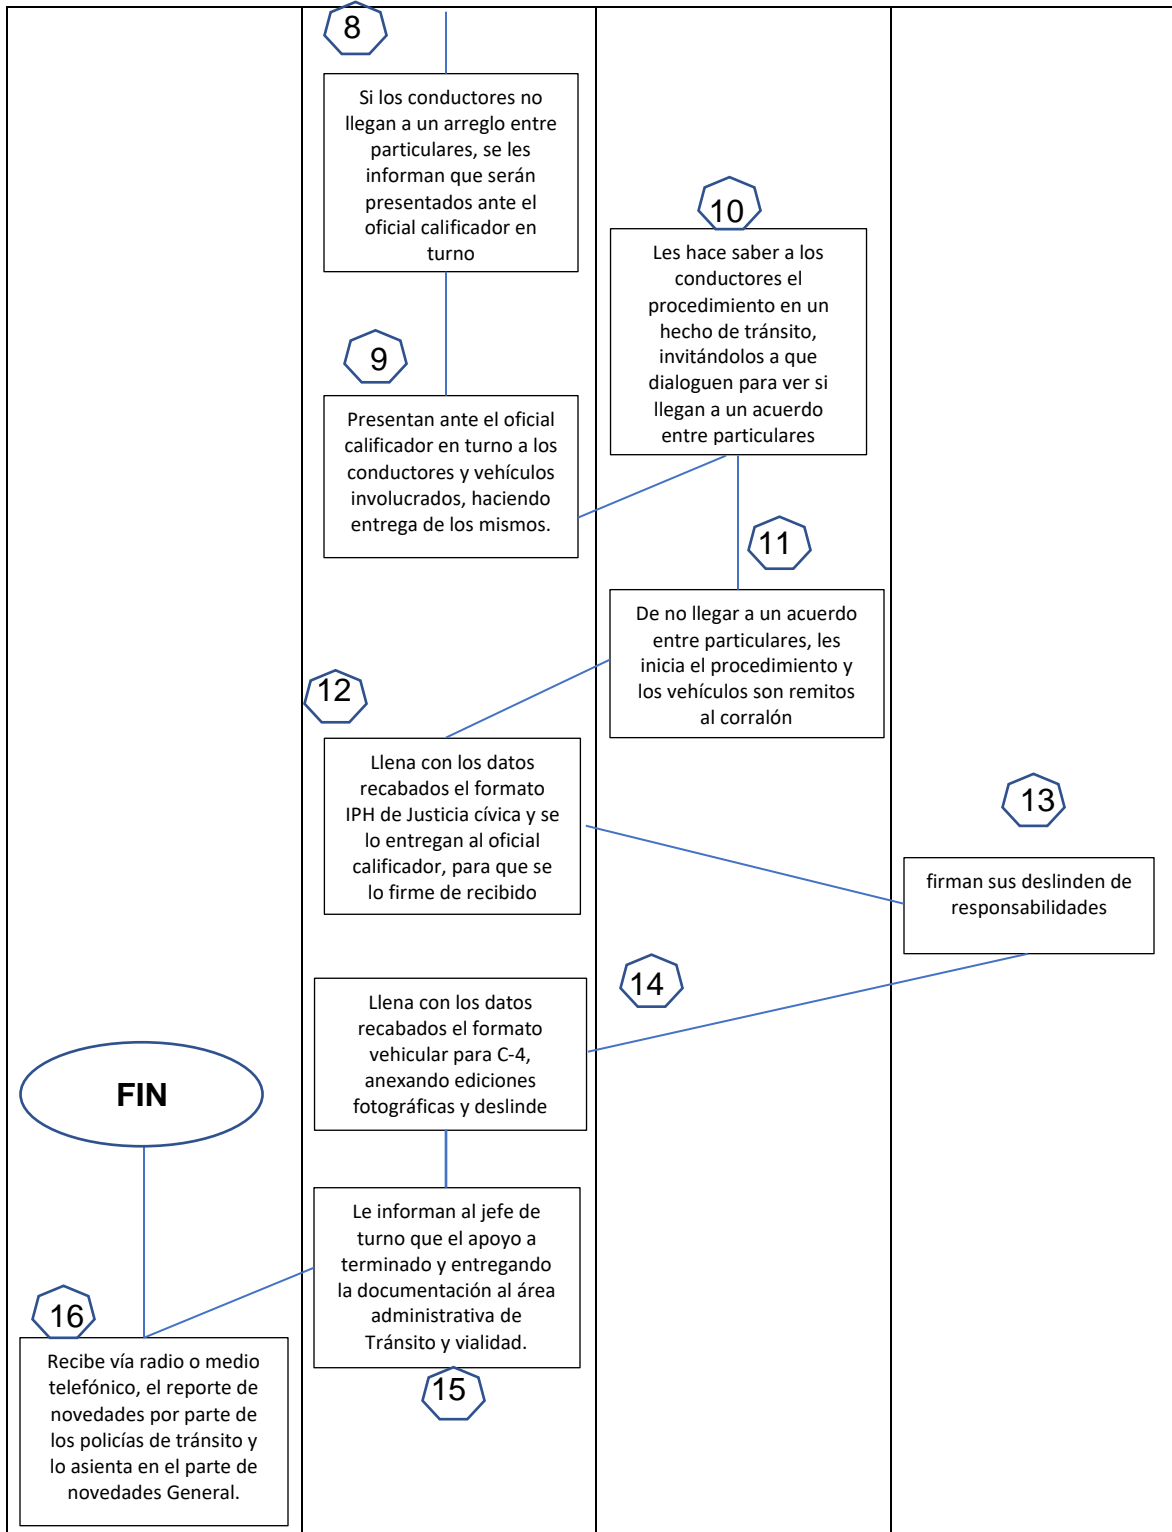 8
Si los conductores no
llegan a un arreglo entre
particulares, se les
informan que serán
presentados ante el
oficial calificador en
turno
9
Presentan ante el oficial
calificador en turno a los
conductores y vehículos
involucrados, haciendo
entrega de los mismos.
10
Les hace saber a los
conductores el
procedimiento en un
hecho de tránsito,
invitándolos a que
dialoguen para ver si
llegan a un acuerdo
entre particulares
11
De no llegar a un acuerdo
entre particulares, les
inicia el procedimiento y
los vehículos son remitos
al corralón
12
Llena con los datos
recabados el formato
IPH de Justicia cívica y se
lo entregan al oficial
calificador, para que se
lo firme de recibido
13
firman sus deslinden de
responsabilidades
14
Llena con los datos
recabados el formato
vehicular para C-4,
anexando ediciones
fotográficas y deslinde
Le informan al jefe de
turno que el apoyo a
terminado y entregando
la documentación al área
administrativa de
Tránsito y vialidad.
15
16
Recibe vía radio o medio
telefónico, el reporte de
novedades por parte de
los policías de tránsito y
lo asienta en el parte de
novedades General.
FIN